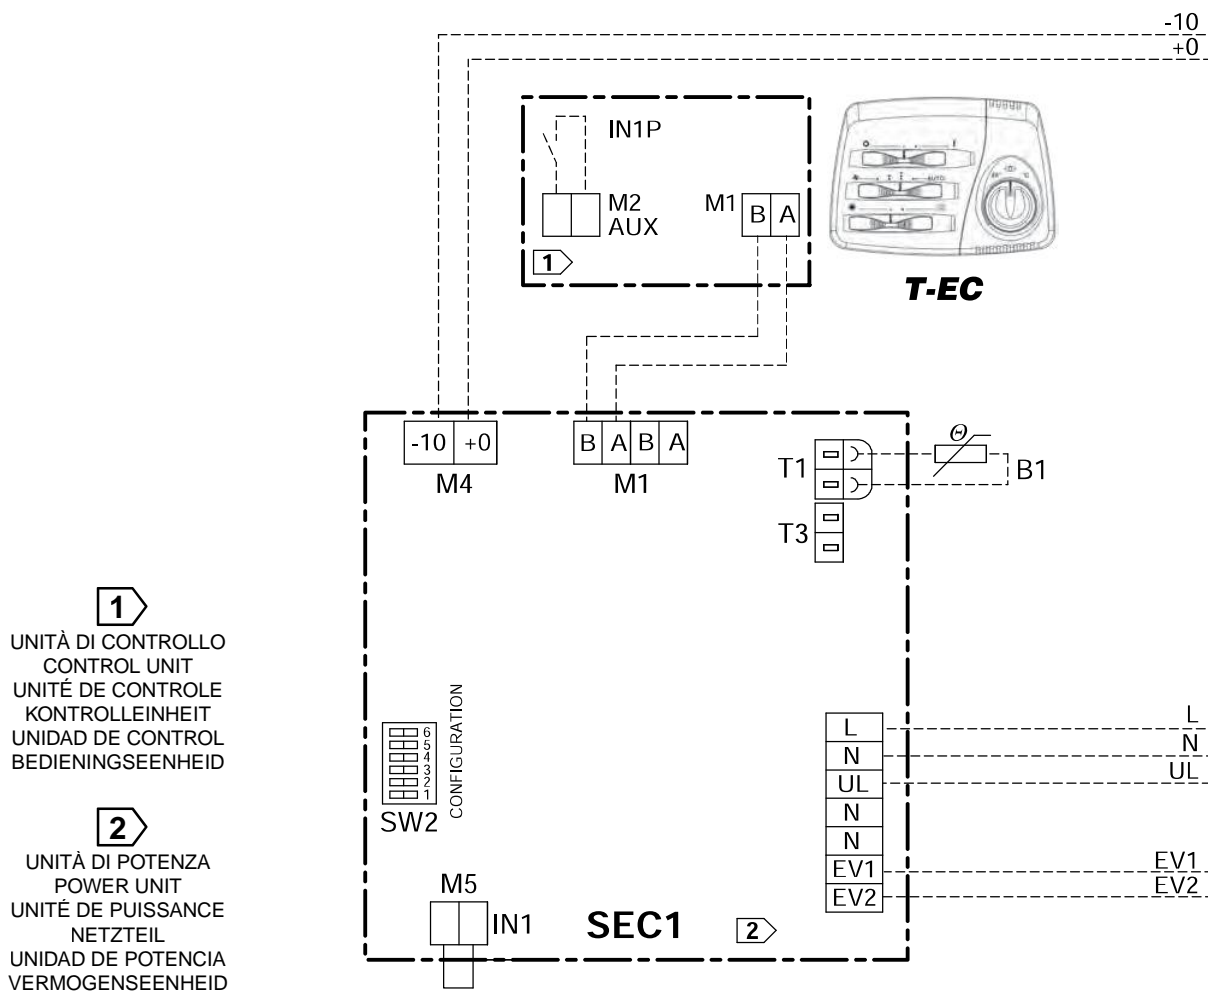 -10
+0
IN1P
M2
AUX
M1
B A
1
AUTO
T-EC
-10 +0
M4
B A B A
M1
T1
Θ
B1
T3
1
UNITÀ DI CONTROLLO
CONTROL UNIT
UNITÉ DE CONTROLE
KONTROLLEINHEIT
UNIDAD DE CONTROL
BEDIENINGSEENHEID
2
UNITÀ DI POTENZA
POWER UNIT
UNITÉ DE PUISSANCE
NETZTEIL
UNIDAD DE POTENCIA
VERMOGENSEENHEID
6
5
4
3
2
1
CONFIGURATION
SW2
M5
IN1
SEC1
2
L
N
UL
N
N
EV1
EV2
L
N
UL
EV1
EV2